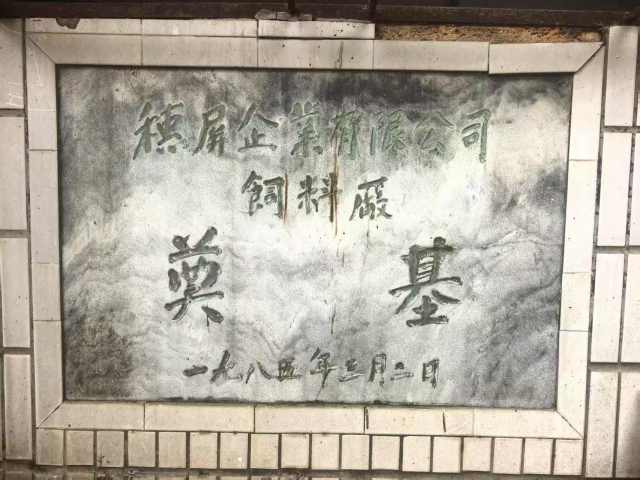 穗屏企業有限公司
飼料廠
奠基
一九八五年三月二日